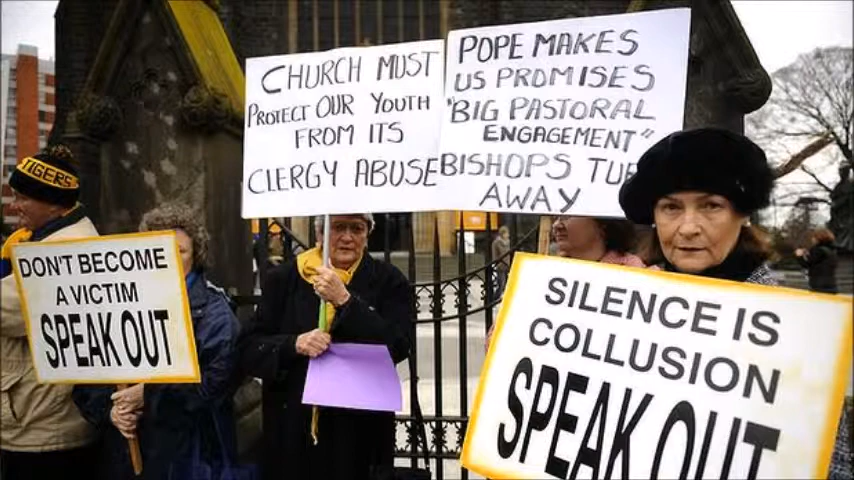 TIGERS
DON'T BECOME
A VICTIM
SPEAK OUT
CHURCH MUST
PROTECT OUR YOUTH
FROM ITS
CLERGY ABUSE
POPE MAKES
US PROMISES
"BIG PASTORAL
ENGAGEMENT"
BISHOPS
AWAY
SILENCE IS
COLLUSION
SPEAK OUT